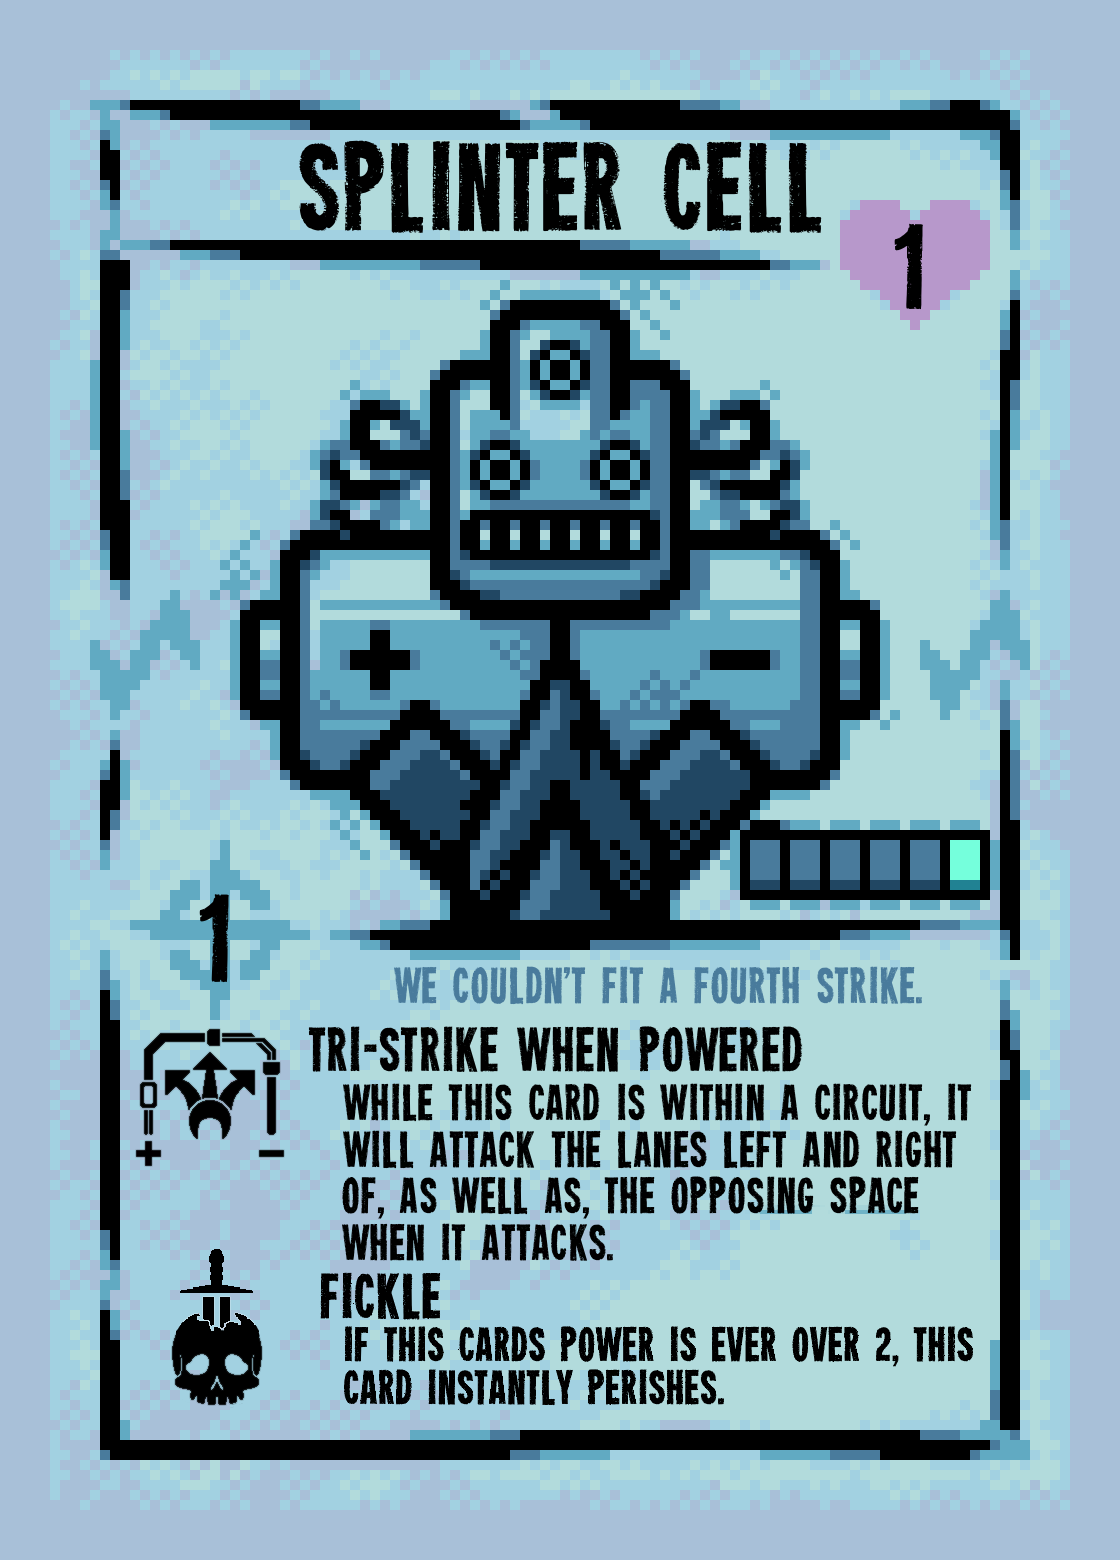 SPLINTER CELL
1
+ −
1
WE COULDN'T FIT A FOURTH STRIKE.
TRI-STRIKE WHEN POWERED
WHILE THIS CARD IS WITHIN A CIRCUIT, IT
WILL ATTACK THE LANES LEFT AND RIGHT
OF, AS WELL AS, THE OPPOSING SPACE
WHEN IT ATTACKS.
+ −
FICKLE
IF THIS CARDS POWER IS EVER OVER 2, THIS
CARD INSTANTLY PERISHES.